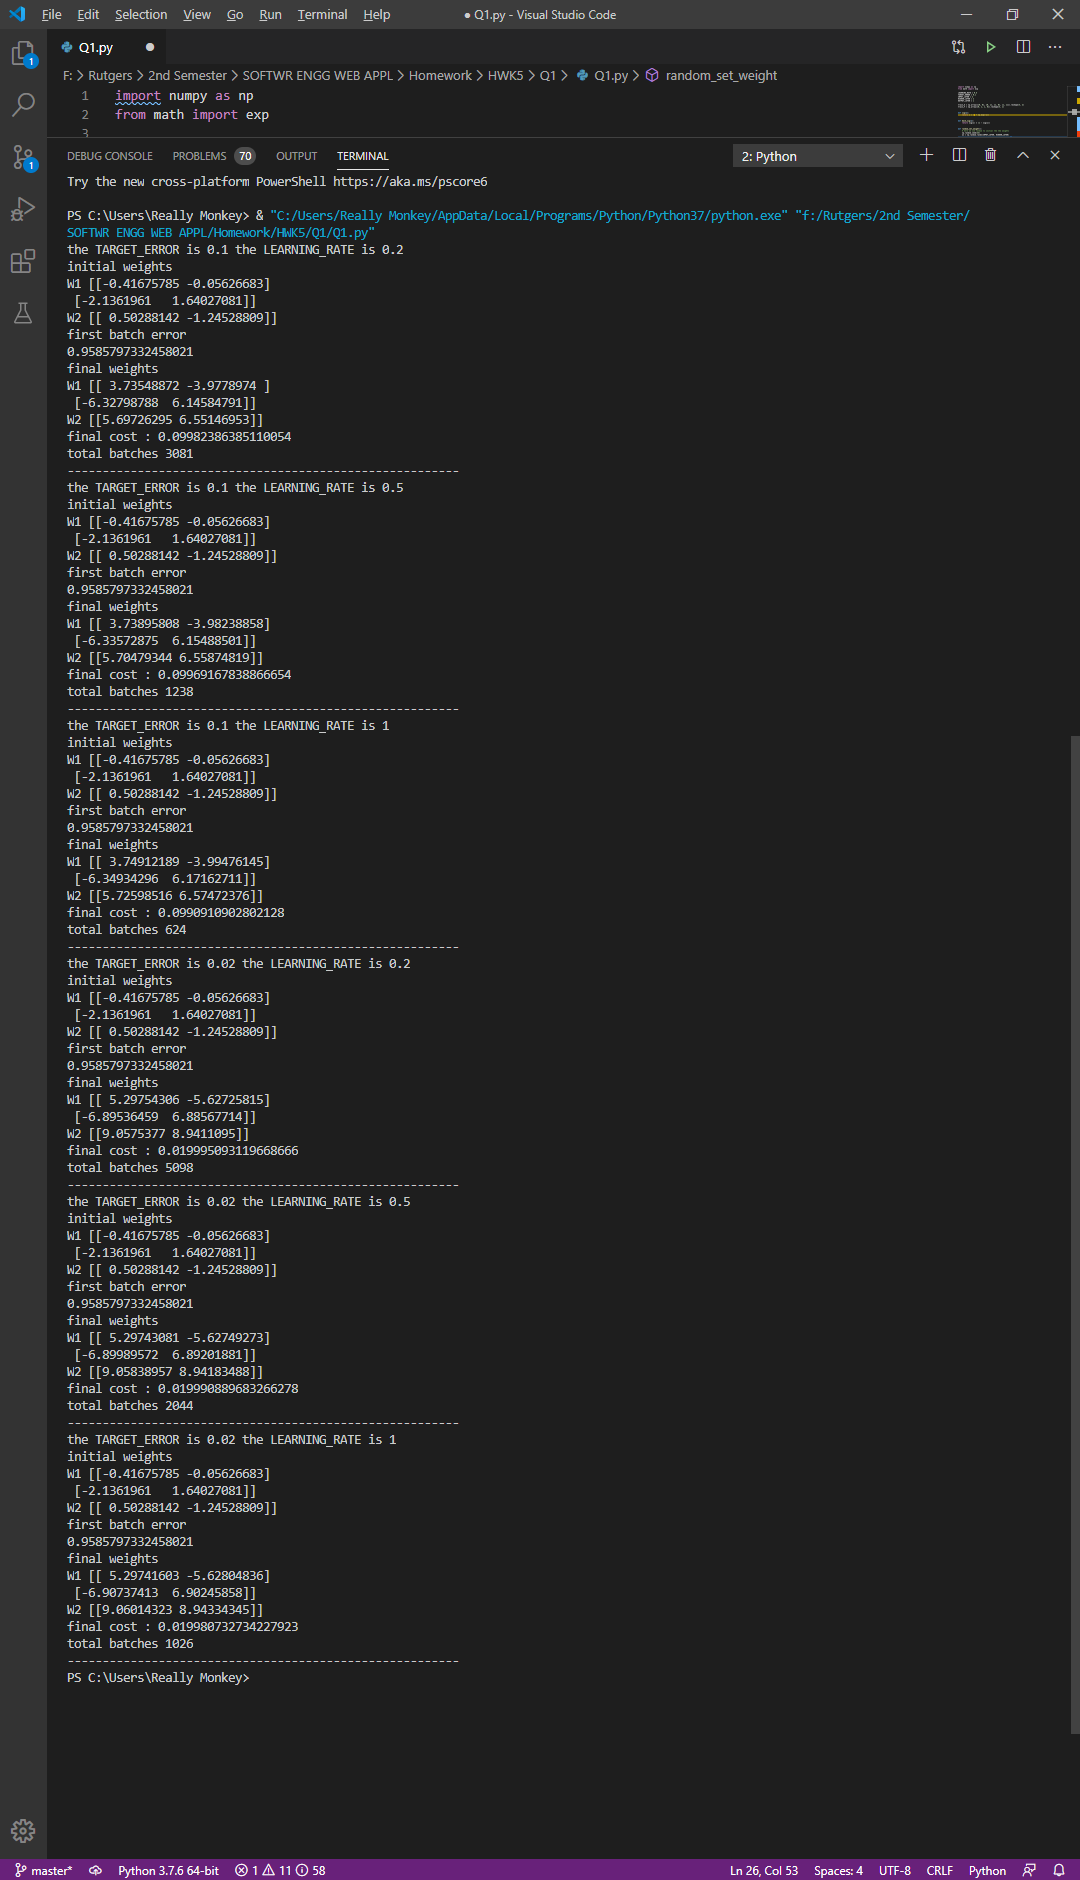 File Edit Selection View Go Run Terminal Help ● Q1.py - Visual Studio Code
Q1.py
F: > Rutgers > 2nd Semester > SOFTWR ENGG WEB APPL > Homework > HWK5 > Q1 > Q1.py > random_set_weight
1 import numpy as np
2 from math import exp
3
DEBUG CONSOLE PROBLEMS 70 OUTPUT TERMINAL 2: Python
Try the new cross-platform PowerShell https://aka.ms/pscore6
PS C:\Users\Really Monkey> & "C:/Users/Really Monkey/AppData/Local/Programs/Python/Python37/python.exe" "f:/Rutgers/2nd Semester/
SOFTWR ENGG WEB APPL/Homework/HWK5/Q1/Q1.py"
the TARGET_ERROR is 0.1 the LEARNING_RATE is 0.2
initial weights
W1 [[-0.41675785 -0.05626683]
[-2.1361961 1.64027081]]
W2 [[ 0.50288142 -1.24528809]]
first batch error
0.9585797332458021
final weights
W1 [[ 3.73548872 -3.9778974 ]
[-6.32798788 6.14584791]]
W2 [[5.69726295 6.55146953]]
final cost : 0.09982386385110054
total batches 3081
--------------------------------------------------------
the TARGET_ERROR is 0.1 the LEARNING_RATE is 0.5
initial weights
W1 [[-0.41675785 -0.05626683]
[-2.1361961 1.64027081]]
W2 [[ 0.50288142 -1.24528809]]
first batch error
0.9585797332458021
final weights
W1 [[ 3.73895808 -3.98238858]
[-6.33572875 6.15488501]]
W2 [[5.70479344 6.55874819]]
final cost : 0.09969167838866654
total batches 1238
--------------------------------------------------------
the TARGET_ERROR is 0.1 the LEARNING_RATE is 1
initial weights
W1 [[-0.41675785 -0.05626683]
[-2.1361961 1.64027081]]
W2 [[ 0.50288142 -1.24528809]]
first batch error
0.9585797332458021
final weights
W1 [[ 3.74912189 -3.99476145]
[-6.34934296 6.17162711]]
W2 [[5.72598516 6.57472376]]
final cost : 0.0990910902802128
total batches 624
--------------------------------------------------------
the TARGET_ERROR is 0.02 the LEARNING_RATE is 0.2
initial weights
W1 [[-0.41675785 -0.05626683]
[-2.1361961 1.64027081]]
W2 [[ 0.50288142 -1.24528809]]
first batch error
0.9585797332458021
final weights
W1 [[ 5.29754306 -5.62725815]
[-6.89536459 6.88567714]]
W2 [[9.0575377 8.9411095]]
final cost : 0.019995093119668666
total batches 5098
--------------------------------------------------------
the TARGET_ERROR is 0.02 the LEARNING_RATE is 0.5
initial weights
W1 [[-0.41675785 -0.05626683]
[-2.1361961 1.64027081]]
W2 [[ 0.50288142 -1.24528809]]
first batch error
0.9585797332458021
final weights
W1 [[ 5.29743081 -5.62749273]
[-6.89989572 6.89201881]]
W2 [[9.05838957 8.94183488]]
final cost : 0.019990889683266278
total batches 2044
--------------------------------------------------------
the TARGET_ERROR is 0.02 the LEARNING_RATE is 1
initial weights
W1 [[-0.41675785 -0.05626683]
[-2.1361961 1.64027081]]
W2 [[ 0.50288142 -1.24528809]]
first batch error
0.9585797332458021
final weights
W1 [[ 5.29741603 -5.62804836]
[-6.90737413 6.90245858]]
W2 [[9.06014323 8.94334345]]
final cost : 0.019980732734227923
total batches 1026
--------------------------------------------------------
PS C:\Users\Really Monkey>
master* Python 3.7.6 64-bit 1 11 58 Ln 26, Col 53 Spaces: 4 UTF-8 CRLF Python